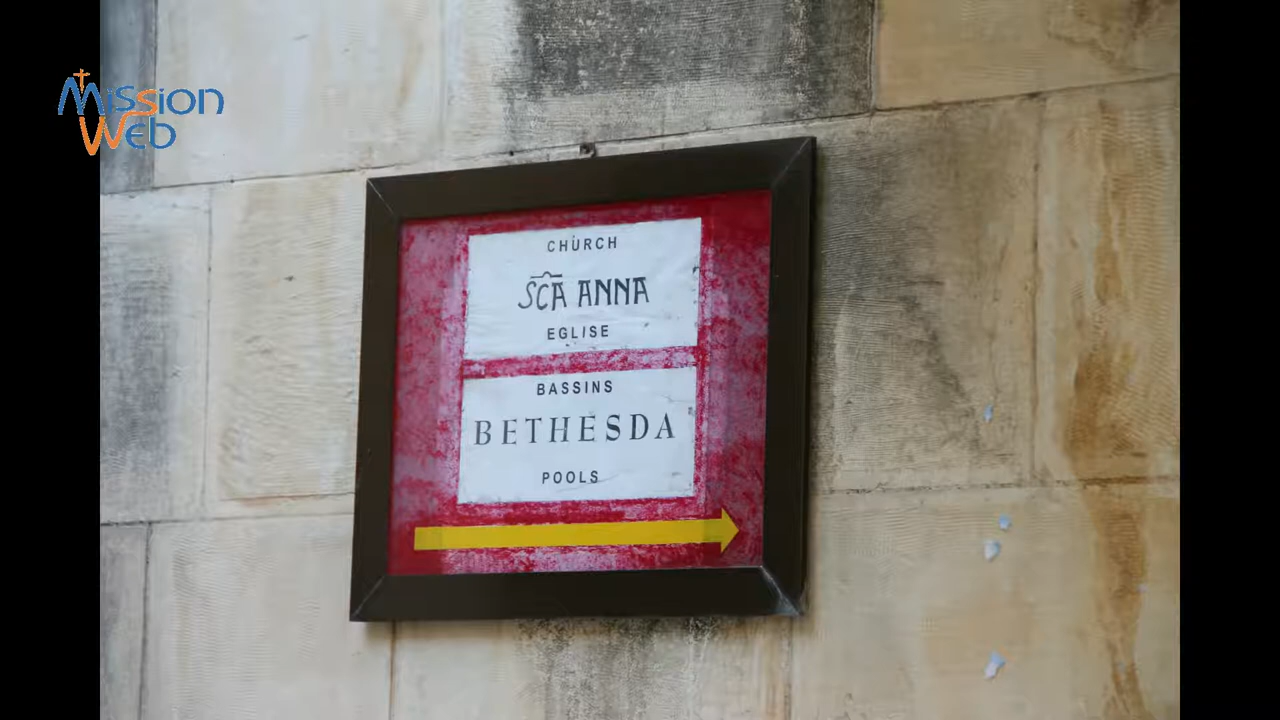 Mission
Web
CHURCH
SCA ANNA
EGLISE
BASSINS
BETHESDA
POOLS